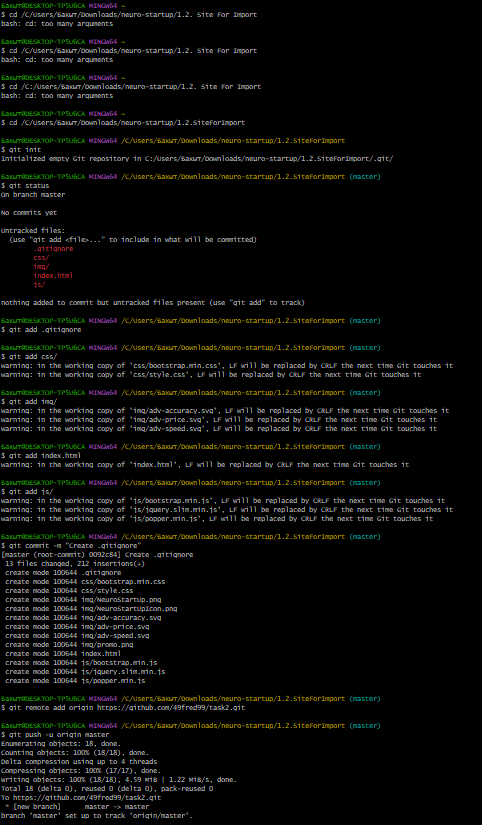 Бакыт@DESKTOP-TP5U6CA MINGW64 ~
$ cd /C/Users/Бакыт/Downloads/neuro-startup/1.2. Site For Import
bash: cd: too many arguments

Бакыт@DESKTOP-TP5U6CA MINGW64 ~
$ cd /C/Users/Бакыт/Downloads/neuro-startup/1.2. Site For Import
bash: cd: too many arguments

Бакыт@DESKTOP-TP5U6CA MINGW64 ~
$ cd /C:/Users/Бакыт/Downloads/neuro-startup/1.2. Site For Import
bash: cd: too many arguments

Бакыт@DESKTOP-TP5U6CA MINGW64 ~
$ cd /C/Users/Бакыт/Downloads/neuro-startup/1.2.SiteForImport

Бакыт@DESKTOP-TP5U6CA MINGW64 /C/Users/Бакыт/Downloads/neuro-startup/1.2.SiteForImport
$ git init
Initialized empty Git repository in C:/Users/Бакыт/Downloads/neuro-startup/1.2.SiteForImport/.git/

Бакыт@DESKTOP-TP5U6CA MINGW64 /C/Users/Бакыт/Downloads/neuro-startup/1.2.SiteForImport (master)
$ git status
On branch master

No commits yet

Untracked files:
  (use "git add <file>..." to include in what will be committed)
        .gitignore
        css/
        img/
        index.html
        js/

nothing added to commit but untracked files present (use "git add" to track)

Бакыт@DESKTOP-TP5U6CA MINGW64 /C/Users/Бакыт/Downloads/neuro-startup/1.2.SiteForImport (master)
$ git add .gitignore

Бакыт@DESKTOP-TP5U6CA MINGW64 /C/Users/Бакыт/Downloads/neuro-startup/1.2.SiteForImport (master)
$ git add css/
warning: in the working copy of 'css/bootstrap.min.css', LF will be replaced by CRLF the next time Git touches it
warning: in the working copy of 'css/style.css', LF will be replaced by CRLF the next time Git touches it

Бакыт@DESKTOP-TP5U6CA MINGW64 /C/Users/Бакыт/Downloads/neuro-startup/1.2.SiteForImport (master)
$ git add img/
warning: in the working copy of 'img/adv-accuracy.svg', LF will be replaced by CRLF the next time Git touches it
warning: in the working copy of 'img/adv-price.svg', LF will be replaced by CRLF the next time Git touches it
warning: in the working copy of 'img/adv-speed.svg', LF will be replaced by CRLF the next time Git touches it

Бакыт@DESKTOP-TP5U6CA MINGW64 /C/Users/Бакыт/Downloads/neuro-startup/1.2.SiteForImport (master)
$ git add index.html
warning: in the working copy of 'index.html', LF will be replaced by CRLF the next time Git touches it

Бакыт@DESKTOP-TP5U6CA MINGW64 /C/Users/Бакыт/Downloads/neuro-startup/1.2.SiteForImport (master)
$ git add js/
warning: in the working copy of 'js/bootstrap.min.js', LF will be replaced by CRLF the next time Git touches it
warning: in the working copy of 'js/jquery.slim.min.js', LF will be replaced by CRLF the next time Git touches it
warning: in the working copy of 'js/popper.min.js', LF will be replaced by CRLF the next time Git touches it

Бакыт@DESKTOP-TP5U6CA MINGW64 /C/Users/Бакыт/Downloads/neuro-startup/1.2.SiteForImport (master)
$ git commit -m "Create .gitignore"
[master (root-commit) 0092c84] Create .gitignore
 13 files changed, 212 insertions(+)
 create mode 100644 .gitignore
 create mode 100644 css/bootstrap.min.css
 create mode 100644 css/style.css
 create mode 100644 img/NeuroStartUp.png
 create mode 100644 img/NeuroStartUpIcon.png
 create mode 100644 img/adv-accuracy.svg
 create mode 100644 img/adv-price.svg
 create mode 100644 img/adv-speed.svg
 create mode 100644 img/promo.png
 create mode 100644 index.html
 create mode 100644 js/bootstrap.min.js
 create mode 100644 js/jquery.slim.min.js
 create mode 100644 js/popper.min.js

Бакыт@DESKTOP-TP5U6CA MINGW64 /C/Users/Бакыт/Downloads/neuro-startup/1.2.SiteForImport (master)
$ git remote add origin https://github.com/49fred99/task2.git

Бакыт@DESKTOP-TP5U6CA MINGW64 /C/Users/Бакыт/Downloads/neuro-startup/1.2.SiteForImport (master)
$ git push -u origin master
Enumerating objects: 18, done.
Counting objects: 100% (18/18), done.
Delta compression using up to 4 threads
Compressing objects: 100% (17/17), done.
Writing objects: 100% (18/18), 4.59 MiB | 1.22 MiB/s, done.
Total 18 (delta 0), reused 0 (delta 0), pack-reused 0
To https://github.com/49fred99/task2.git
 * [new branch]      master -> master
branch 'master' set up to track 'origin/master'.